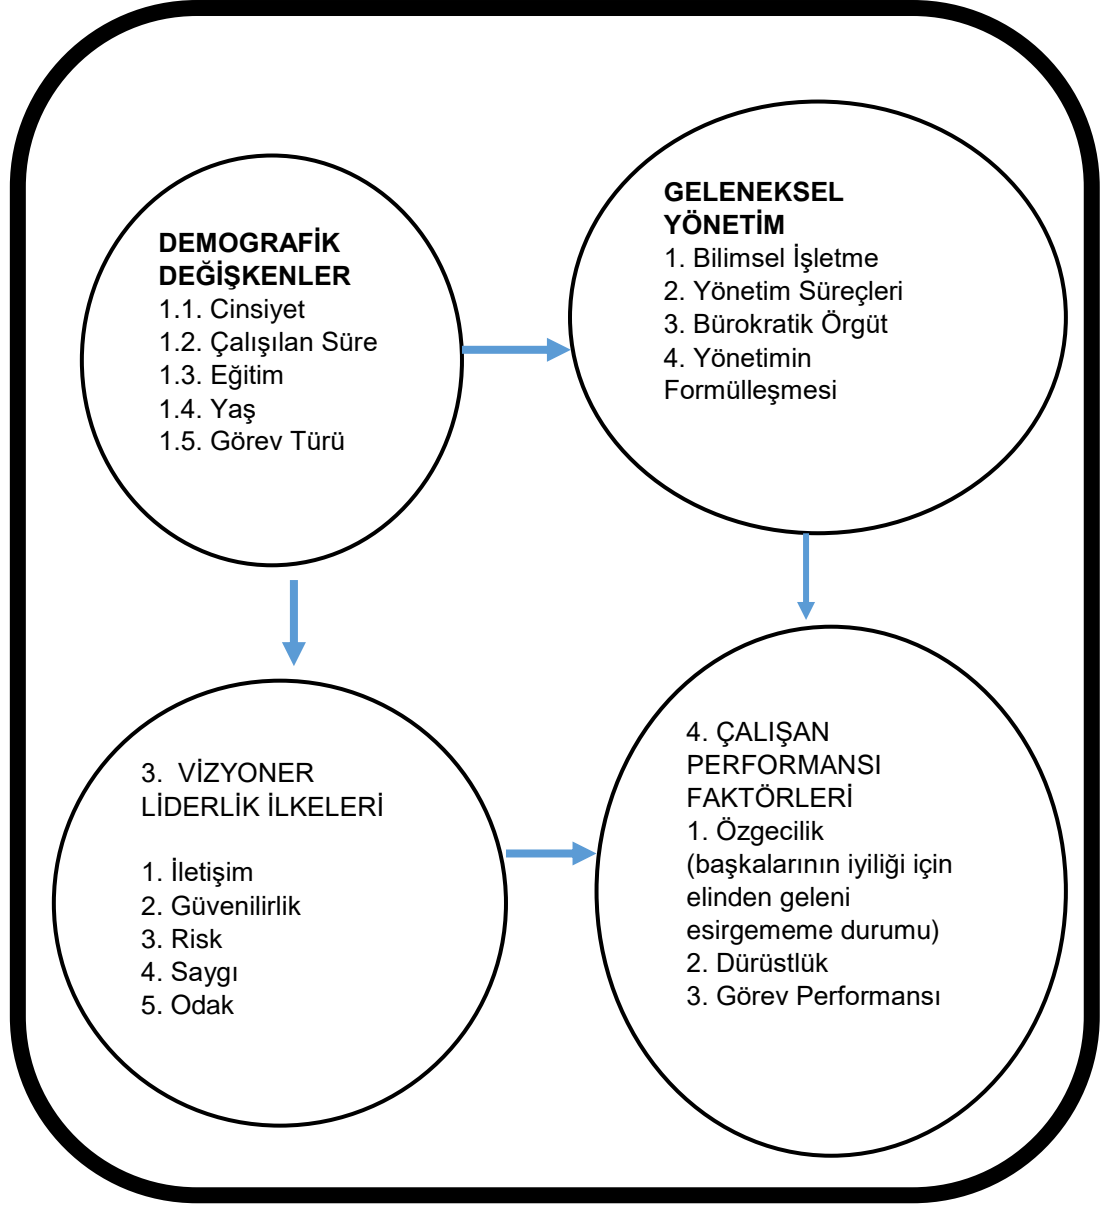 DEMOGRAFİK
DEĞİŞKENLER
1.1. Cinsiyet
1.2. Çalışılan Süre
1.3. Eğitim
1.4. Yaş
1.5. Görev Türü
GELENEKSEL
YÖNETİM
1. Bilimsel İşletme
2. Yönetim Süreçleri
3. Bürokratik Örgüt
4. Yönetimin
Formülleşmesi
3. VİZYONER
LİDERLİK İLKELERİ
1. İletişim
2. Güvenilirlik
3. Risk
4. Saygı
5. Odak
4. ÇALIŞAN
PERFORMANSI
FAKTÖRLERİ
1. Özgecilik
(başkalarının iyiliği için
elinden geleni
esirgememe durumu)
2. Dürüstlük
3. Görev Performansı